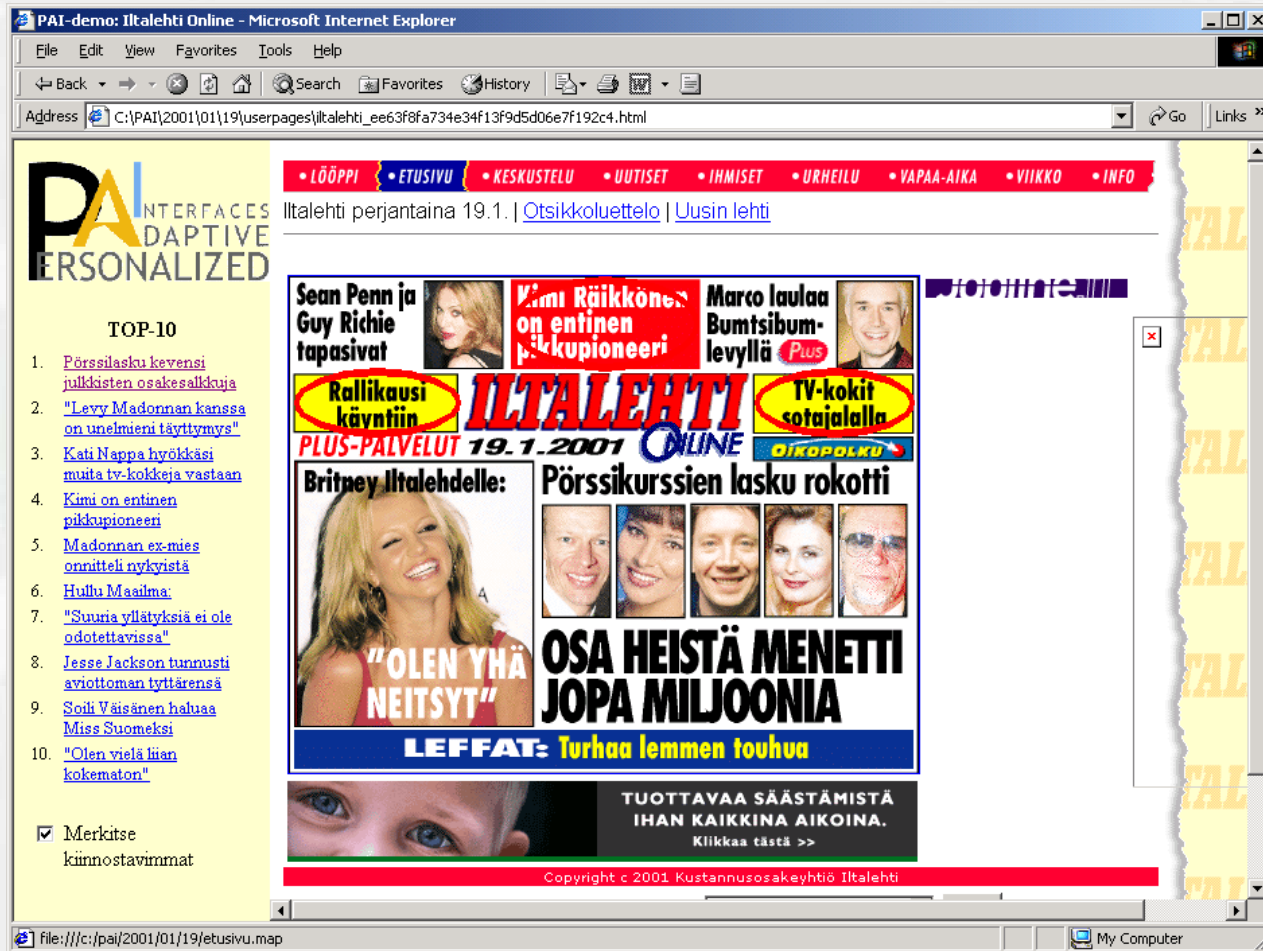 PAI-demo: Iltalehti Online - Microsoft Internet Explorer
File Edit View Favorites Tools Help
Back Search Favorites History
Address C:\PAI\2001\01\19\userpages\iltalehti_ee63f8fa734e34f13f9d5d06e7f192c4.html Go Links »
PAI
INTERFACES
ADAPTIVE
PERSONALIZED
TOP-10
1. Pörssilasku kevensi
julkkisten osakesalkkuja
2. "Levy Madonnan kanssa
on unelmieni täyttymys"
3. Kati Nappa hyökkäsi
muita tv-kokkeja vastaan
4. Kimi on entinen
pikkupioneeri
5. Madonnan ex-mies
onnitteli nykyistä
6. Hullu Maailma:
7. "Suuria yllätyksiä ei ole
odotettavissa"
8. Jesse Jackson tunnusti
aviottoman tyttärensä
9. Soili Väisänen haluaa
Miss Suomeksi
10. "Olen vielä liian
kokematon"
Merkitse
kiinnostavimmat
• LÖÖPPI • ETUSIVU • KESKUSTELU • UUTISET • IHMISET • URHEILU • VAPAA-AIKA • VIIKKO • INFO
Iltalehti perjantaina 19.1. | Otsikkoluettelo | Uusin lehti
Sean Penn ja
Guy Richie
tapasivat
Kimi Räikkönen
on entinen
pikkupioneeri
Marco laulaa
Bumtsibum-
levyllä Plus
Rallikausi
käyntiin
ILTALEHTI
TV-kokit
sotajalalla
PLUS-PALVELUT 19.1.2001 ONLINE OIKOPOLKU
Britney Iltalehdelle:
"OLEN YHÄ
NEITSYT"
Pörssikurssien lasku rokotti
OSA HEISTÄ MENETTI
JOPA MILJOONIA
LEFFAT: Turhaa lemmen touhua
TUOTTAVAA SÄÄSTÄMISTÄ
IHAN KAIKKINA AIKOINA.
Klikkaa tästä >>
Copyright c 2001 Kustannusosakeyhtiö Iltalehti
file:///c:/pai/2001/01/19/etusivu.map My Computer